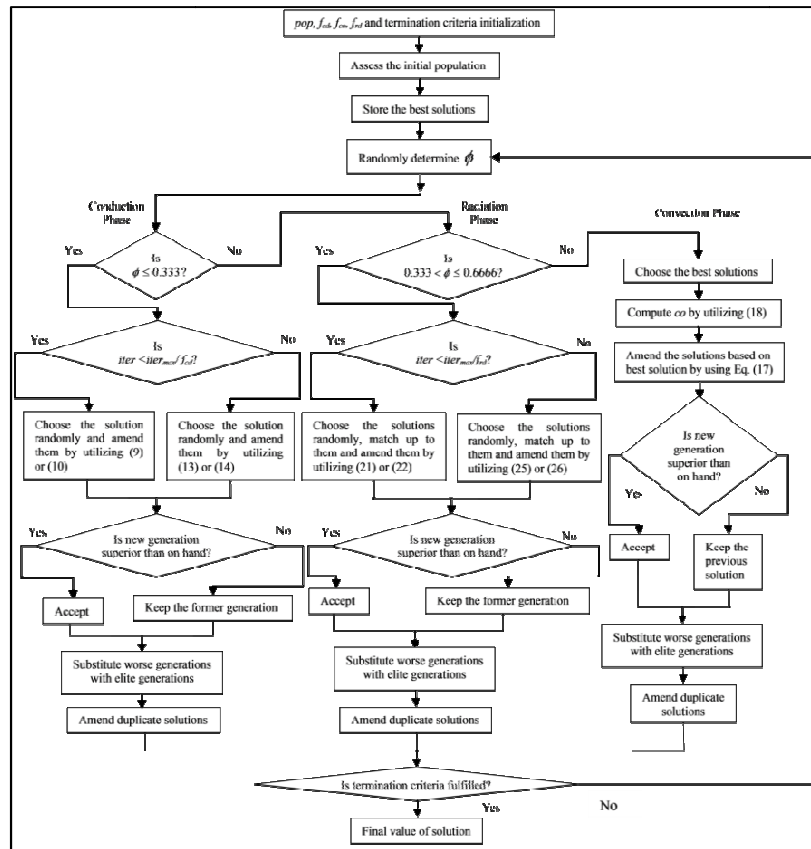 pop, f_cd, f_co, f_rd and termination criteria initialization
Assess the initial population
Store the best solutions
Randomly determine ϕ
Conduction
Phase
Radiation
Phase
Convection Phase
Yes
Is
ϕ ≤ 0.333?
No
Yes
Is
0.333 < ϕ ≤ 0.6666?
No
Choose the best solutions
Compute co by utilizing (18)
Amend the solutions based on
best solution by using Eq. (17)
Yes
Is
iter <iter_max/f_cd?
No
Yes
Is
iter <iter_max/f_rd?
No
Choose the solution
randomly and amend
them by utilizing (9)
or (10)
Choose the solution
randomly and amend
them by utilizing
(13) or (14)
Choose the solutions
randomly, match up to
them and amend them by
utilizing (21) or (22)
Choose the solutions
randomly, match up to
them and amend them by
utilizing (25) or (26)
Is new
generation
superior than
on hand?
Yes
No
Yes
Is new generation
superior than on hand?
No
Yes
Is new generation
superior than on hand?
No
Accept
Keep the
previous
solution
Accept
Keep the former generation
Accept
Keep the former generation
Substitute worse generations
with elite generations
Substitute worse generations
with elite generations
Substitute worse generations
with elite generations
Amend duplicate solutions
Amend duplicate solutions
Amend duplicate
solutions
Is termination criteria fulfilled?
Yes
No
Final value of solution